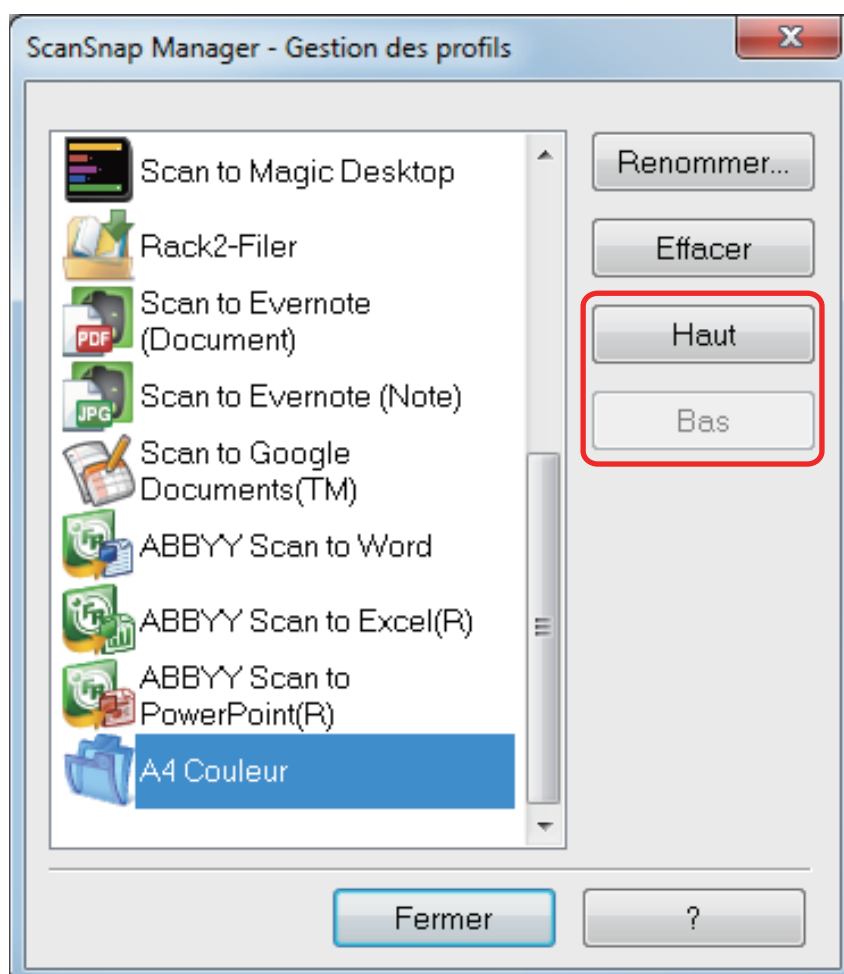 ScanSnap Manager - Gestion des profils
Scan to Magic Desktop
Rack2-Filer
Scan to Evernote
(Document)
PDF
Scan to Evernote (Note)
JPG
Scan to Google
Documents(TM)
ABBYY Scan to Word
ABBYY Scan to Excel(R)
ABBYY Scan to
PowerPoint(R)
A4 Couleur
Renommer...
Effacer
Haut
Bas
Fermer
?